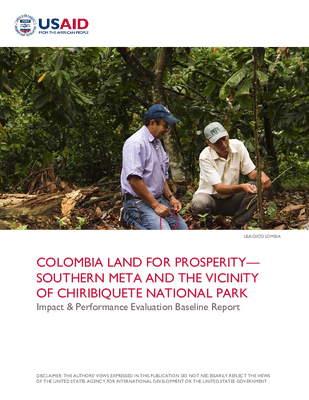 USAID
FROM THE AMERICAN PEOPLE
USAID/COLOMBIA
COLOMBIA LAND FOR PROSPERITY—
SOUTHERN META AND THE VICINITY
OF CHIRIBIQUETE NATIONAL PARK
Impact & Performance Evaluation Baseline Report
DISCLAIMER: THE AUTHORS' VIEWS EXPRESSED IN THIS PUBLICATION DO NOT NECESSARILY REFLECT THE VIEWS
OF THE UNITED STATES AGENCY FOR INTERNATIONAL DEVELOPMENT OR THE UNITED STATES GOVERNMENT.